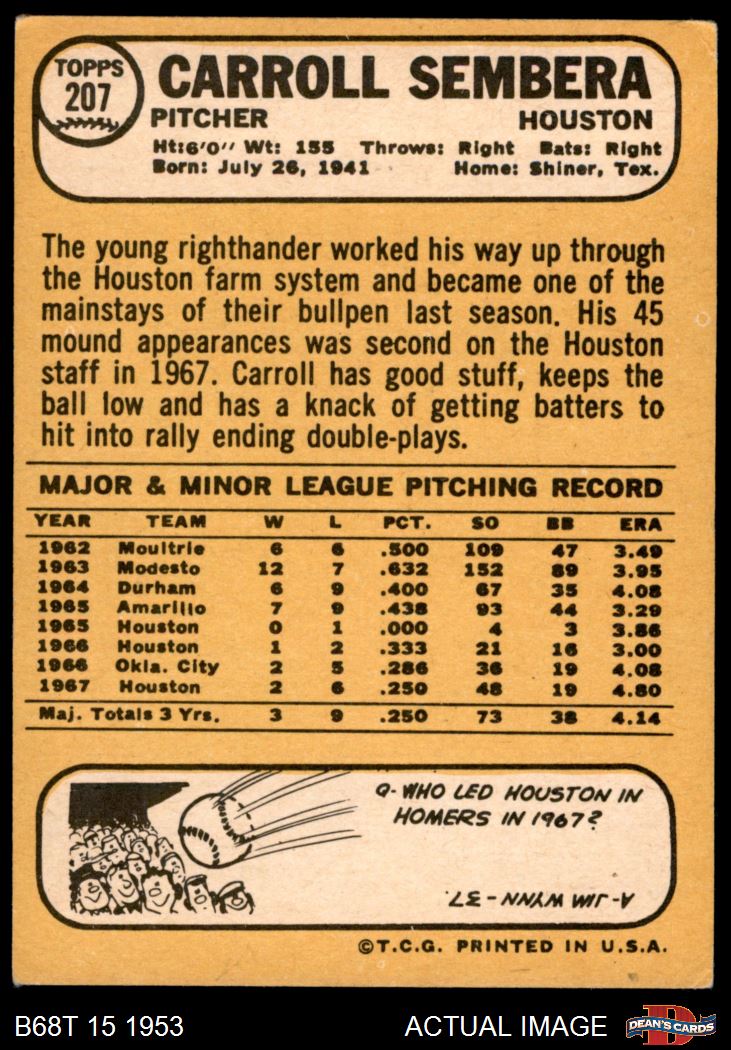 TOPPS
207
CARROLL SEMBERA
PITCHER HOUSTON
Ht:6'0" Wt: 155 Throws: Right Bats: Right
Born: July 26, 1941 Home: Shiner, Tex.
The young righthander worked his way up through
the Houston farm system and became one of the
mainstays of their bullpen last season. His 45
mound appearances was second on the Houston
staff in 1967. Carroll has good stuff, keeps the
ball low and has a knack of getting batters to
hit into rally ending double-plays.
MAJOR & MINOR LEAGUE PITCHING RECORD
YEAR TEAM W L PCT. SO BB ERA
1962 Moultrie 6 6 .500 109 47 3.49
1963 Modesto 12 7 .632 152 89 3.95
1964 Durham 6 9 .400 67 35 4.08
1965 Amarillo 7 9 .438 93 44 3.29
1965 Houston 0 1 .000 4 3 3.86
1966 Houston 1 2 .333 21 16 3.00
1966 Okla. City 2 5 .286 36 19 4.08
1967 Houston 2 6 .250 48 19 4.80
Maj. Totals 3 Yrs. 3 9 .250 73 38 4.14
Q- WHO LED HOUSTON IN
HOMERS IN 1967?
A- JIM WYNN - 37.
©T.C.G. PRINTED IN U.S.A.
B68T 15 1953 ACTUAL IMAGE
DEAN'S CARDS